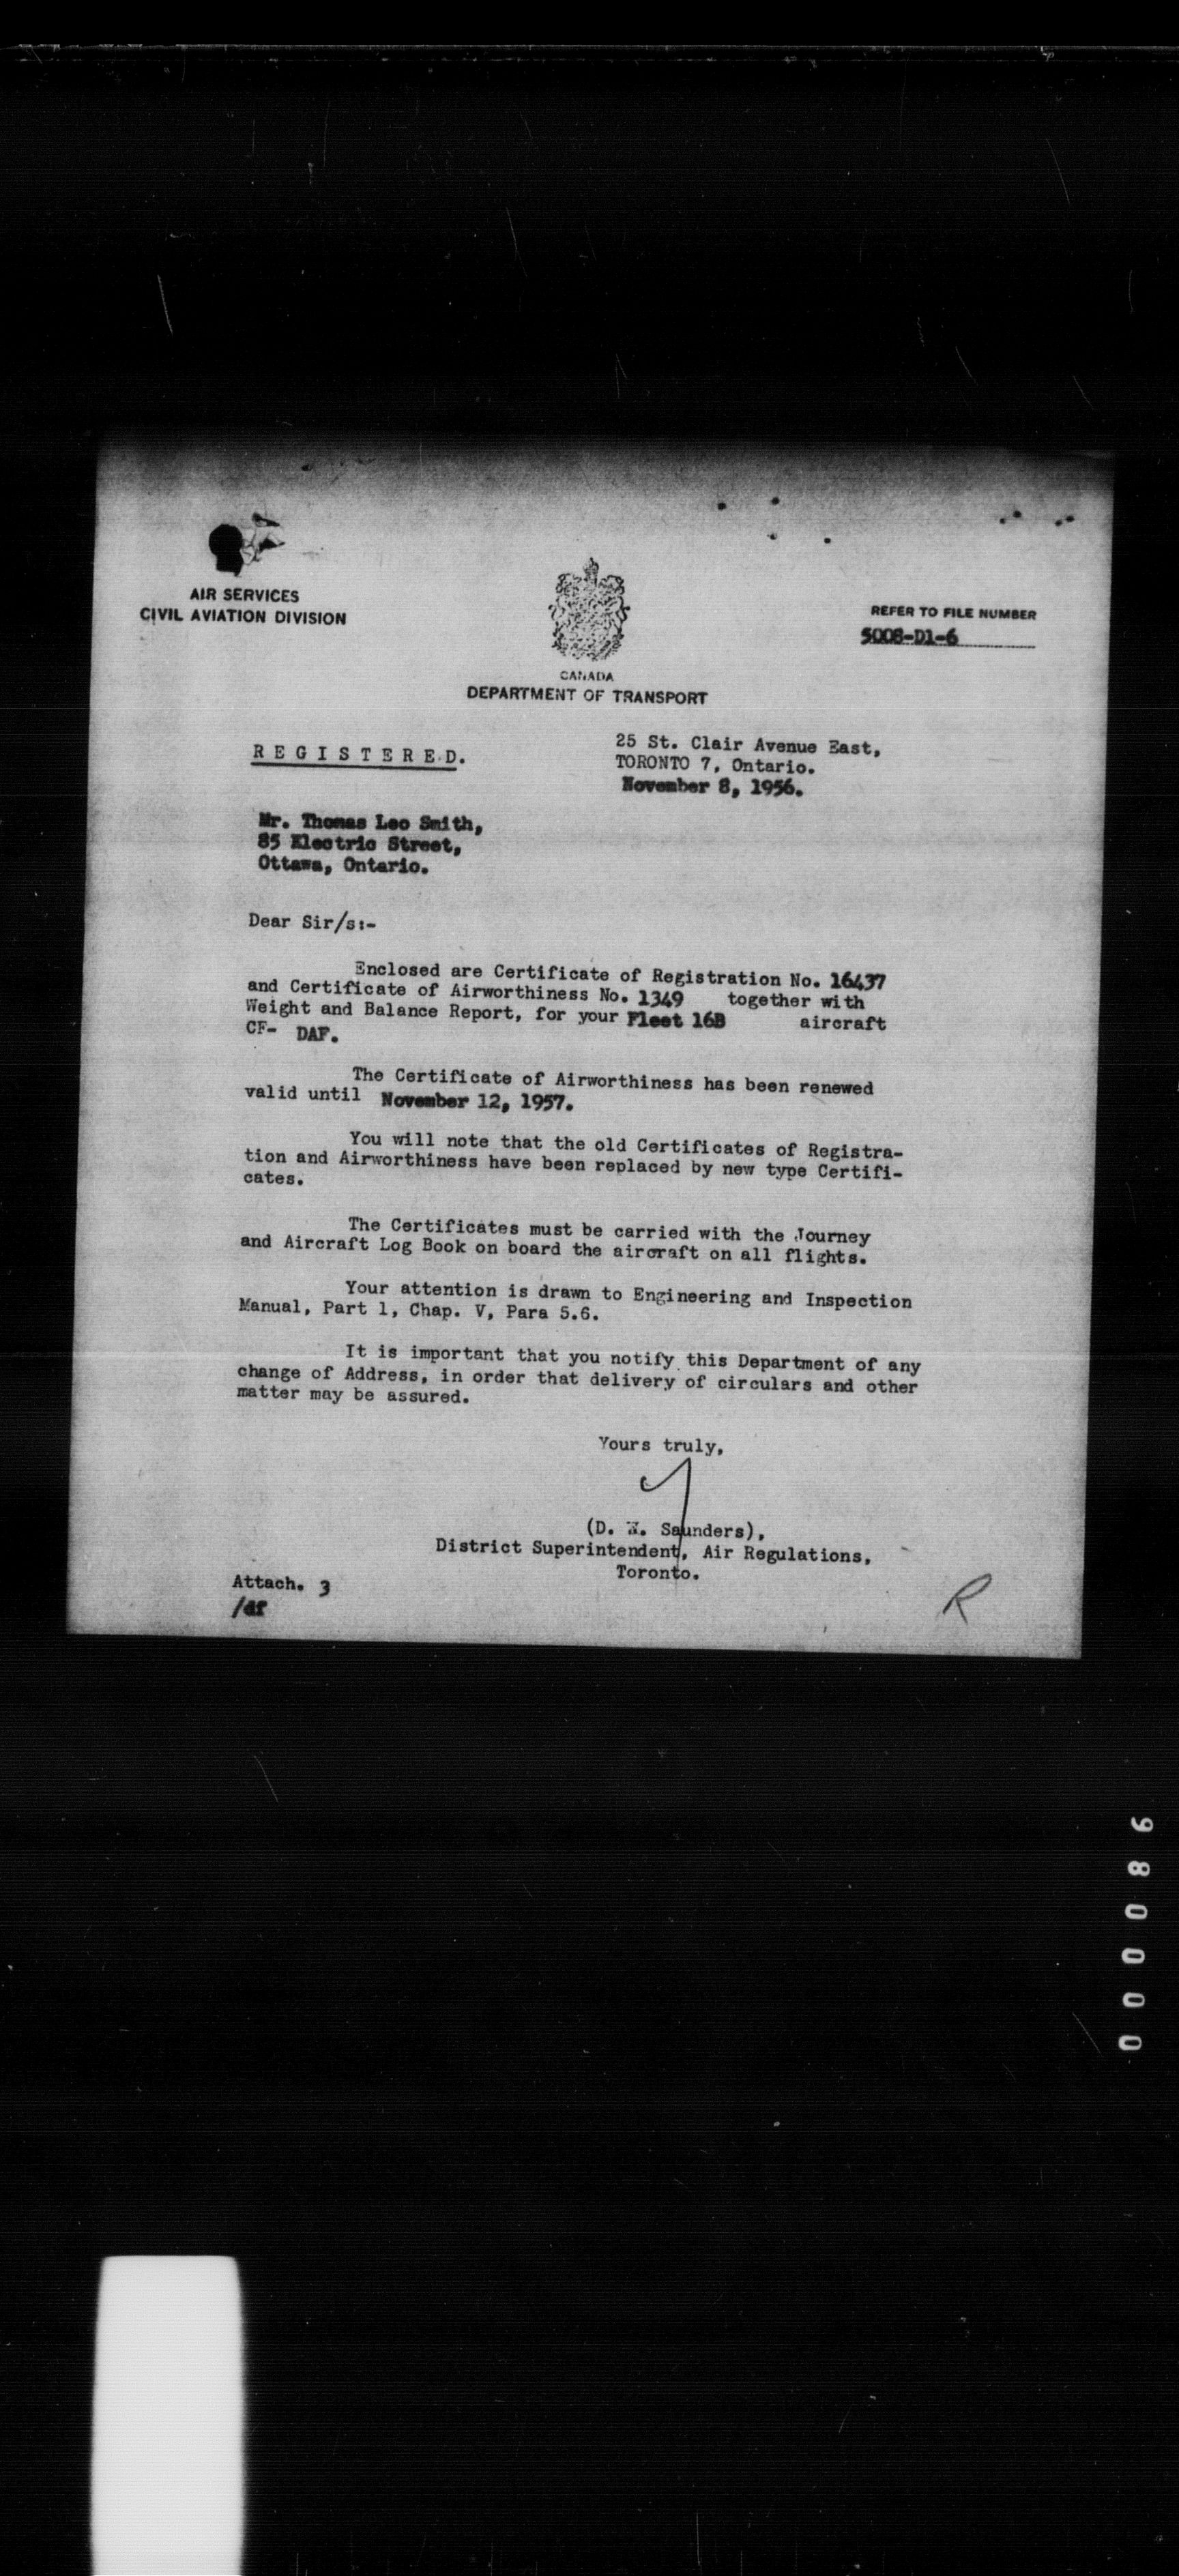 AIR SERVICES
CIVIL AVIATION DIVISION
REFER TO FILE NUMBER
5008-D1-6
CANADA
DEPARTMENT OF TRANSPORT
R E G I S T E R E D.
25 St. Clair Avenue East,
TORONTO 7, Ontario.
November 8, 1956.
Mr. Thomas Leo Smith,
85 Electric Street,
Ottawa, Ontario.
Dear Sir/s:-
Enclosed are Certificate of Registration No. 16437
and Certificate of Airworthiness No. 1349 together with
Weight and Balance Report, for your Fleet 16B aircraft
CF- DAF.
The Certificate of Airworthiness has been renewed
valid until November 12, 1957.
You will note that the old Certificates of Registra-
tion and Airworthiness have been replaced by new type Certifi-
cates.
The Certificates must be carried with the Journey
and Aircraft Log Book on board the aircraft on all flights.
Your attention is drawn to Engineering and Inspection
Manual, Part 1, Chap. V, Para 5.6.
It is important that you notify this Department of any
change of Address, in order that delivery of circulars and other
matter may be assured.
Yours truly,
(D. W. Saunders),
District Superintendent, Air Regulations,
Toronto.
Attach. 3
/df
R
980000